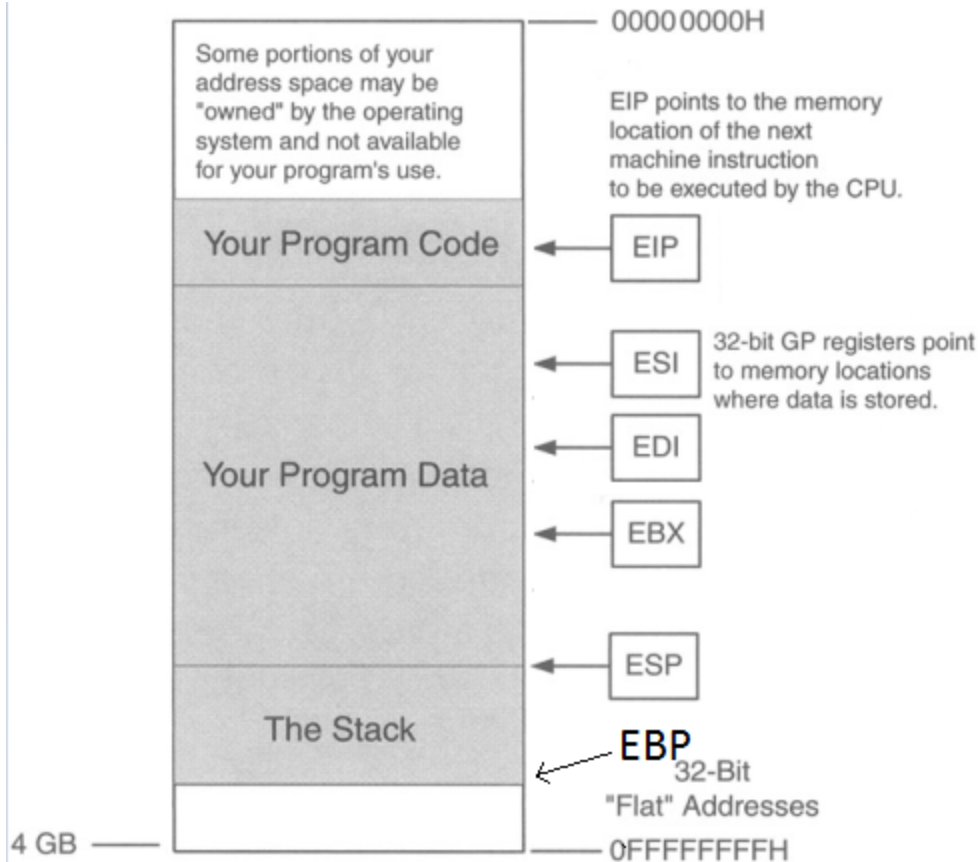 00000000H
Some portions of your
address space may be
"owned" by the operating
system and not available
for your program's use.
EIP points to the memory
location of the next
machine instruction
to be executed by the CPU.
Your Program Code
EIP
ESI
32-bit GP registers point
to memory locations
where data is stored.
EDI
Your Program Data
EBX
ESP
The Stack
EBP
32-Bit
"Flat" Addresses
4 GB
0FFFFFFFFH